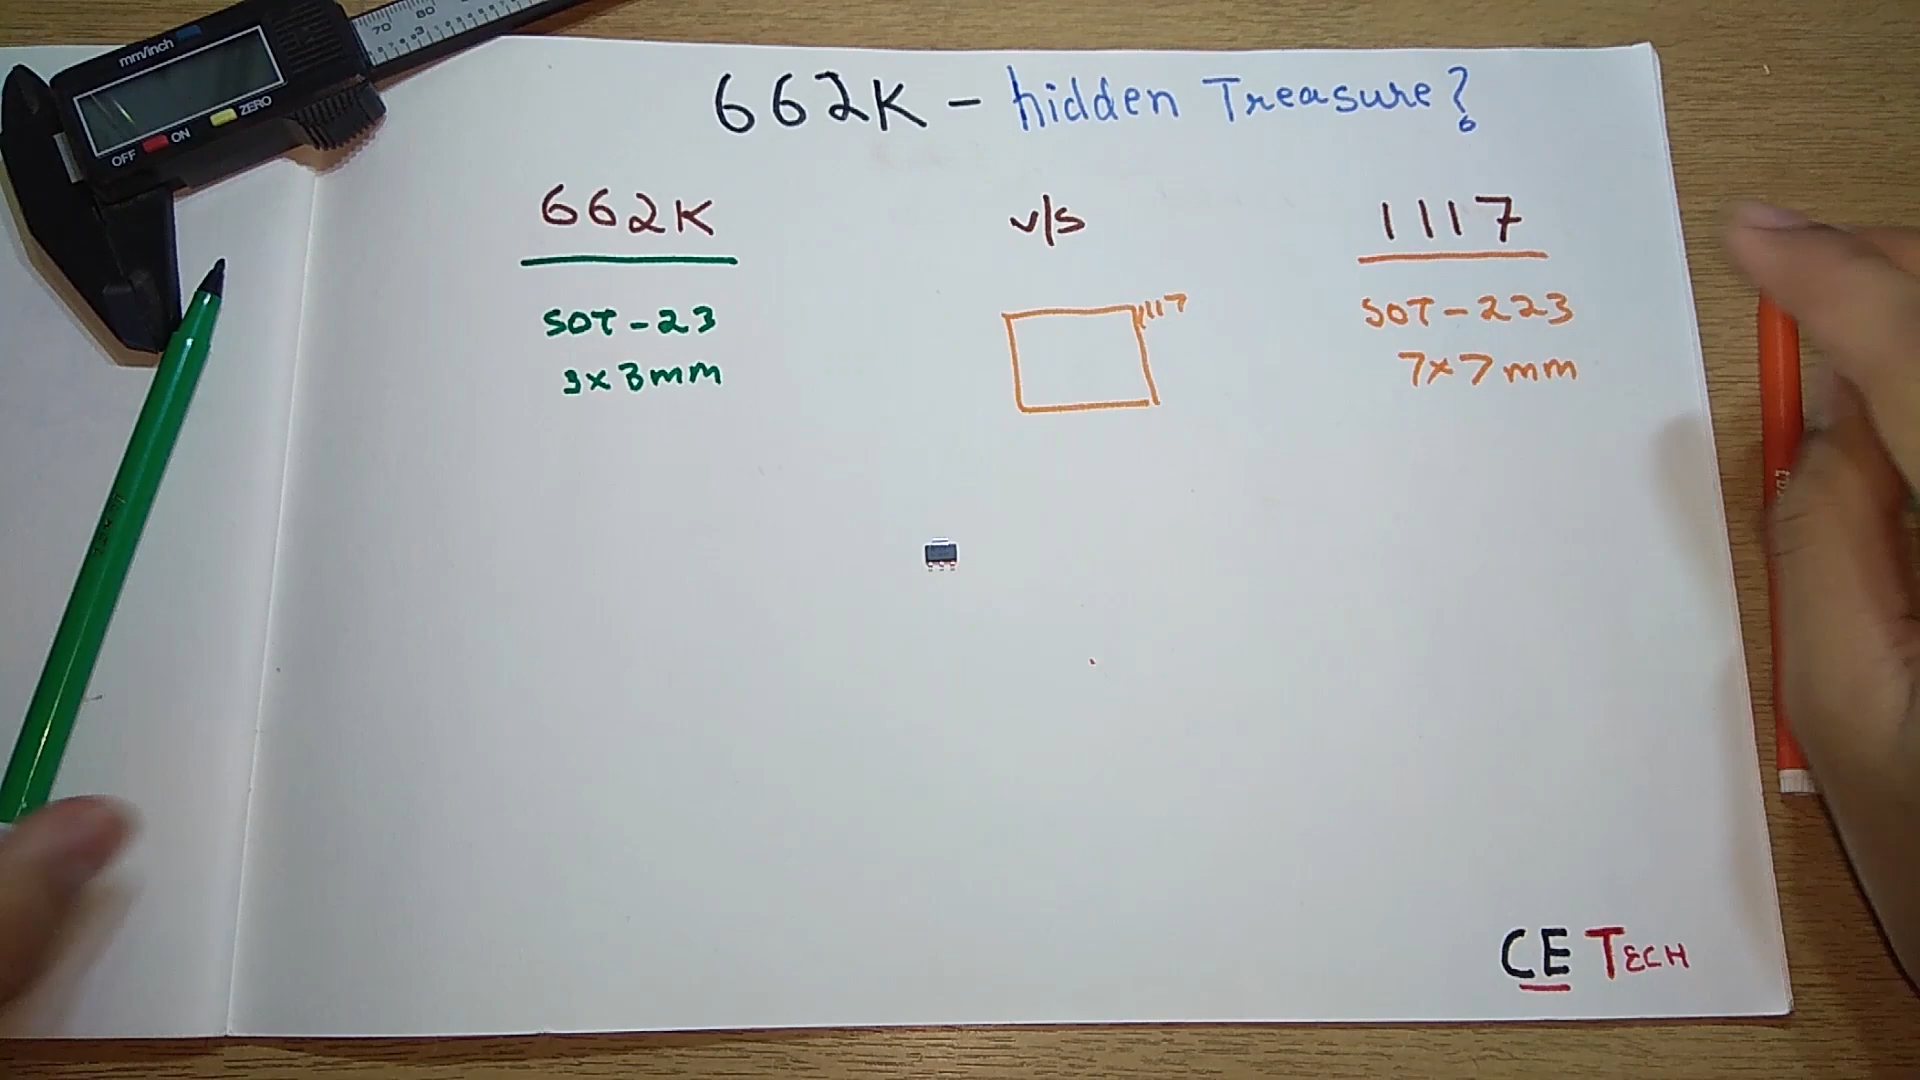 mm/inch
70 80
3
ZERO
ON
OFF
662K - hidden Treasure?
662K v/s 1117
SOT-23 1117 SOT-223
3x3mm 7x7mm
CE TECH